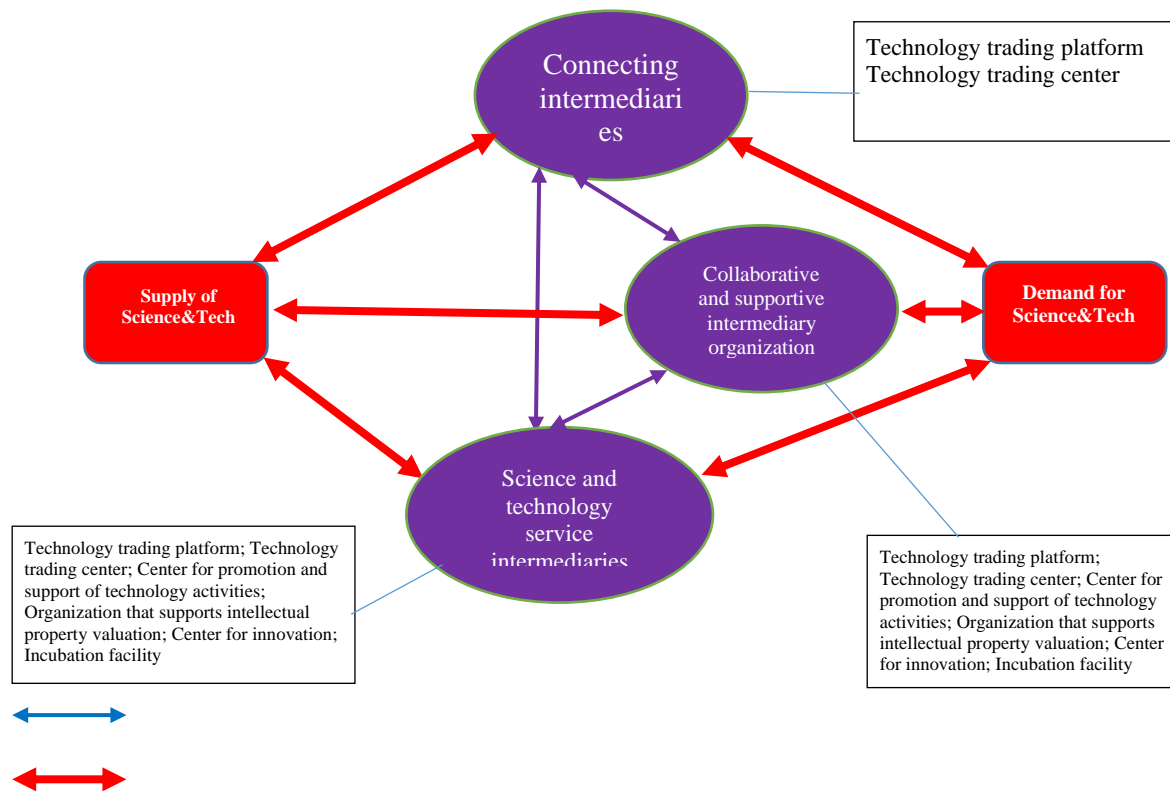 Connecting
intermediari
es
Technology trading platform
Technology trading center
Supply of
Science&Tech
Collaborative
and supportive
intermediary
organization
Demand for
Science&Tech
Science and
technology
service
intermediaries
Technology trading platform; Technology
trading center; Center for promotion and
support of technology activities;
Organization that supports intellectual
property valuation; Center for innovation;
Incubation facility
Technology trading platform;
Technology trading center; Center for
promotion and support of technology
activities; Organization that supports
intellectual property valuation; Center
for innovation; Incubation facility